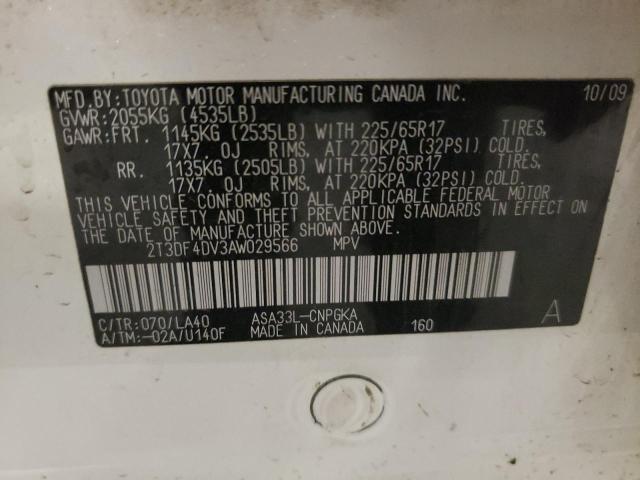 MFD.BY:TOYOTA MOTOR MANUFACTURING CANADA INC. 10/09
GVWR:2055KG (4535LB)
GAWR:FRT. 1145KG (2535LB) WITH 225/65R17 TIRES,
17X7.0J RIMS, AT 220KPA (32PSI) COLD.
RR. 1135KG (2505LB) WITH 225/65R17 TIRES,
17X7.0J RIMS, AT 220KPA (32PSI) COLD.
THIS VEHICLE CONFORMS TO ALL APPLICABLE FEDERAL MOTOR
VEHICLE SAFETY AND THEFT PREVENTION STANDARDS IN EFFECT ON
THE DATE OF MANUFACTURE SHOWN ABOVE.
2T3DF4DV3AW029566 MPV
C/TR:070/LA40 ASA33L-CNPGKA A
A/TM:-02A/U140F MADE IN CANADA 160